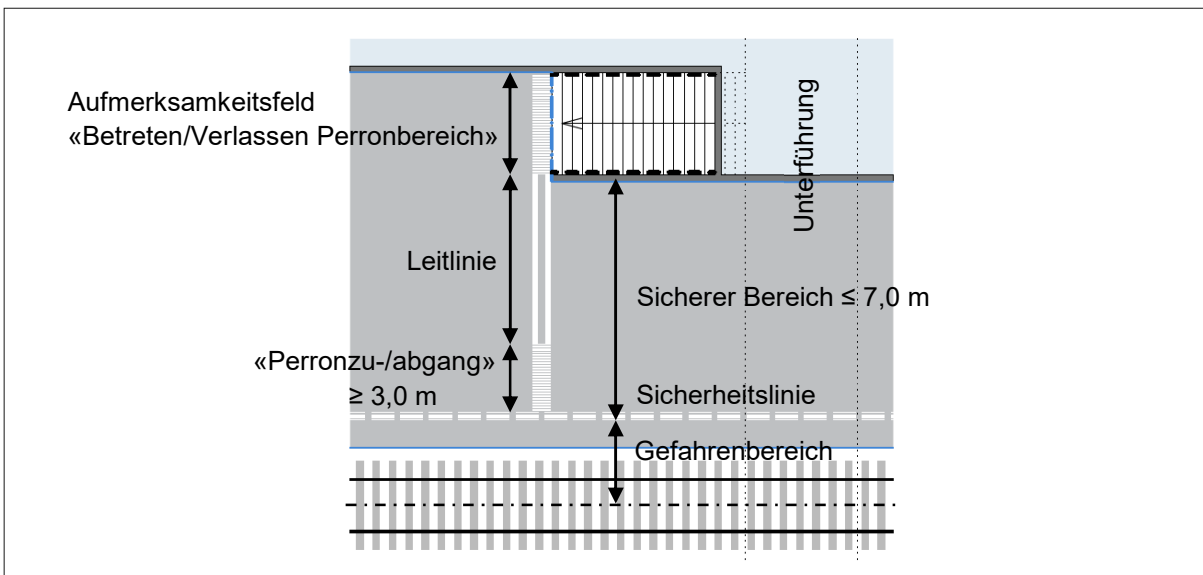 Aufmerksamkeitsfeld
«Betreten/Verlassen Perronbereich»
Unterführung
Leitlinie
Sicherer Bereich ≤ 7,0 m
«Perronzu-/abgang»
≥ 3,0 m
Sicherheitslinie
Gefahrenbereich